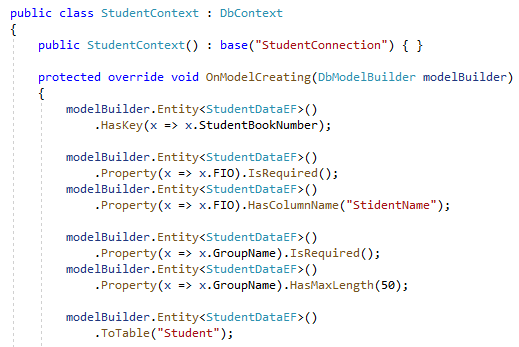 public class StudentContext : DbContext
{
public StudentContext() : base("StudentConnection") { }
protected override void OnModelCreating(DbModelBuilder modelBuilder)
{
modelBuilder.Entity<StudentDataEF>()
.HasKey(x => x.StudentBookNumber);
modelBuilder.Entity<StudentDataEF>()
.Property(x => x.FIO).IsRequired();
modelBuilder.Entity<StudentDataEF>()
.Property(x => x.FIO).HasColumnName("StidentName");
modelBuilder.Entity<StudentDataEF>()
.Property(x => x.GroupName).IsRequired();
modelBuilder.Entity<StudentDataEF>()
.Property(x => x.GroupName).HasMaxLength(50);
modelBuilder.Entity<StudentDataEF>()
.ToTable("Student");